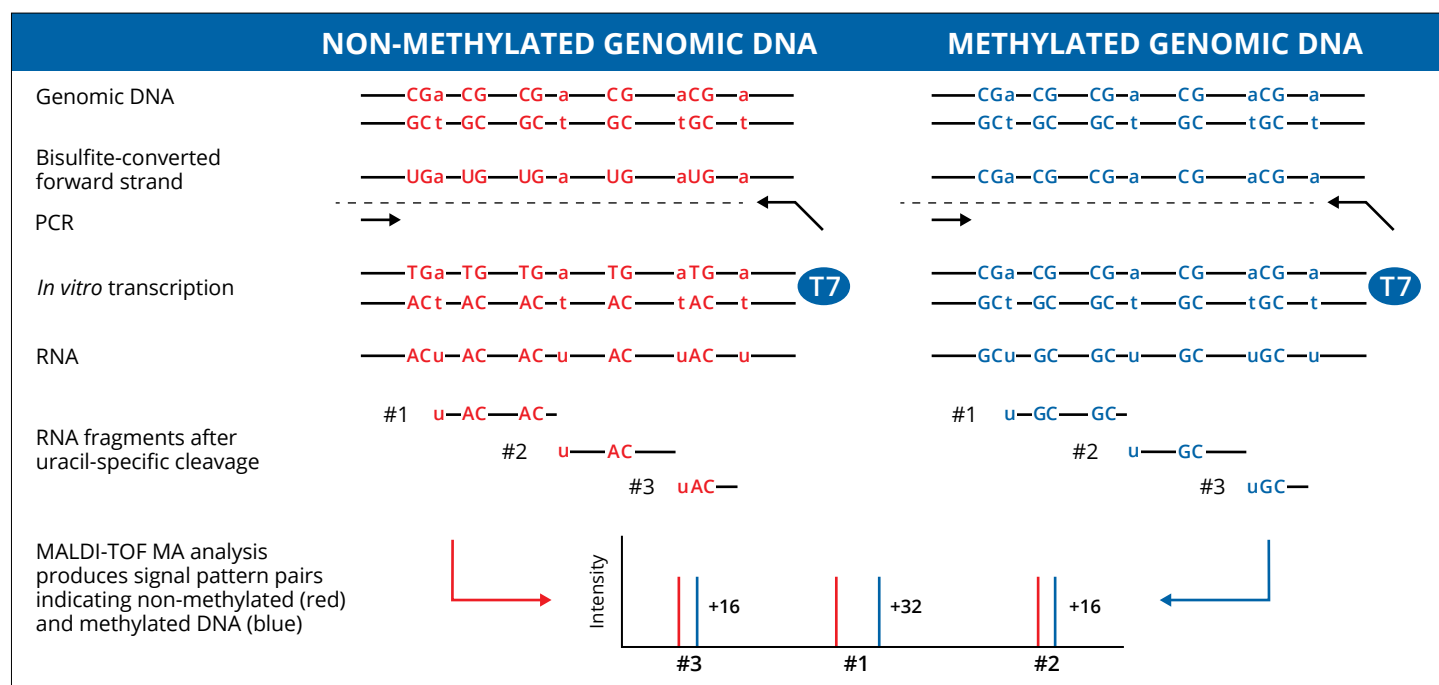 NON-METHYLATED GENOMIC DNA METHYLATED GENOMIC DNA
Genomic DNA CGa CG CG a CG aCG a CGa CG CG a CG aCG a
GCt GC GC t GC tGC t GCt GC GC t GC tGC t
Bisulfite-converted
forward strand UGa UG UG a UG aUG a CGa CG CG a CG aCG a
PCR
TGa TG TG a TG aTG a CGa CG CG a CG aCG a
In vitro transcription T7 T7
ACt AC AC t AC tAC t GCt GC GC t GC tGC t
RNA ACu AC AC u AC uAC u GCu GC GC u GC uGC u
#1 u AC AC #1 u GC GC
RNA fragments after
uracil-specific cleavage #2 u AC #2 u GC
#3 uAC #3 uGC
MALDI-TOF MA analysis
produces signal pattern pairs
indicating non-methylated (red)
and methylated DNA (blue)
Intensity
+16 +32 +16
#3 #1 #2